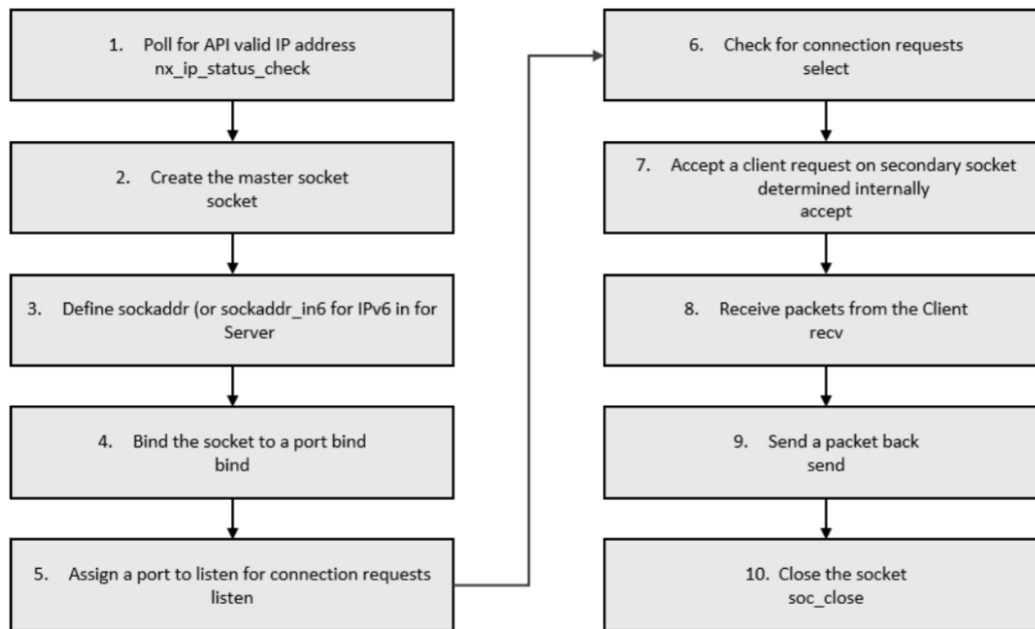 1. Poll for API valid IP address
nx_ip_status_check
2. Create the master socket
socket
3. Define sockaddr (or sockaddr_in6 for IPv6 in for
Server
4. Bind the socket to a port bind
bind
5. Assign a port to listen for connection requests
listen
6. Check for connection requests
select
7. Accept a client request on secondary socket
determined internally
accept
8. Receive packets from the Client
recv
9. Send a packet back
send
10. Close the socket
soc_close